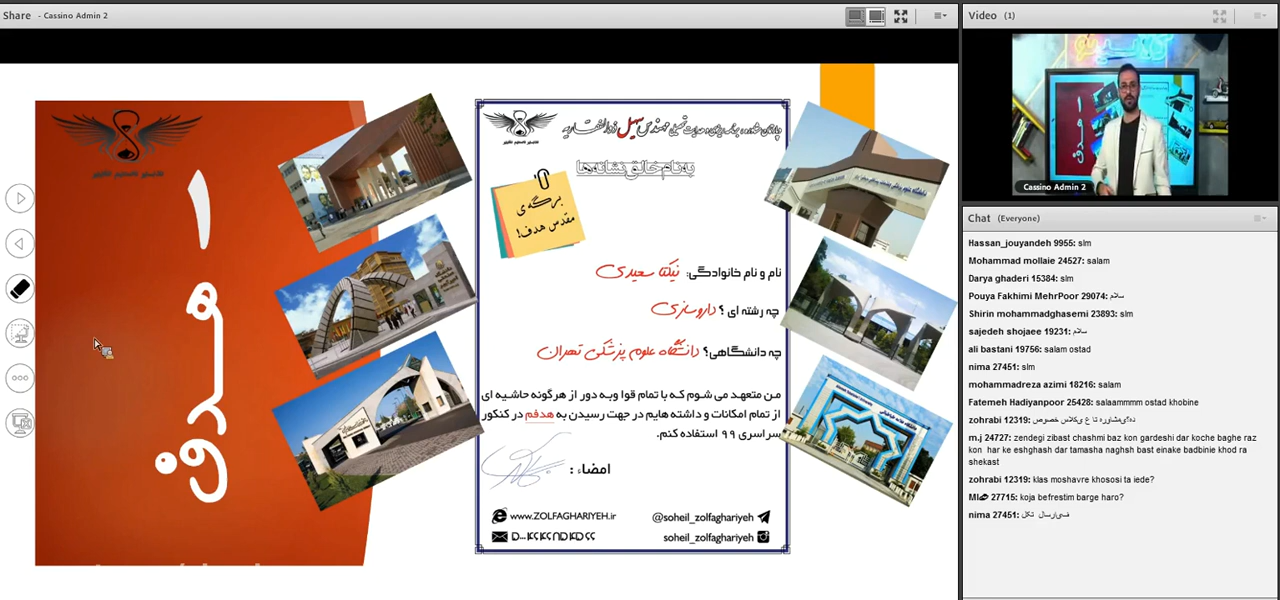 Share - Cassino Admin 2
۱ هدف
به نام خالق نشانه‌ها
برگه‌ی
مقدس هدف!
نام و نام خانوادگی: نیکتا سعیدی
چه رشته ای ؟ داروسازی
چه دانشگاهی؟ دانشگاه علوم پزشکی تهران
من متعهد می شوم که با تمام قوا و به دور از هرگونه حاشیه ای
از تمام امکانات و داشته هایم در جهت رسیدن به هدفم در کنکور
سراسری ۹۹ استفاده کنم.
امضاء :
www.ZOLFAGHARIYEH.ir
@soheil_zolfaghariyeh
soheil_zolfaghariyeh
Video (1)
Cassino Admin 2
Chat (Everyone)
Hassan_jouyandeh 9955: slm
Mohammad mollaie 24527: salam
Darya ghaderi 15384: slm
Pouya Fakhimi MehrPoor 29074: سلام
Shirin mohammadghasemi 23893: slm
sajedeh shojaee 19231: سلام
ali bastani 19756: salam ostad
nima 27451: slm
mohammadreza azimi 18216: salam
Fatemeh Hadiyanpoor 25428: salaammmm ostad khobine
zohrabi 12319:
m.j 24727: zendegi zibast chashmi baz kon gardeshi dar koche baghe raz
kon har ke eshghash dar tamasha naghsh bast einake badbinie khod ra
shekast
zohrabi 12319: klas moshavre khososi ta iede?
MI 27715: koja befrestim barge haro?
nima 27451: